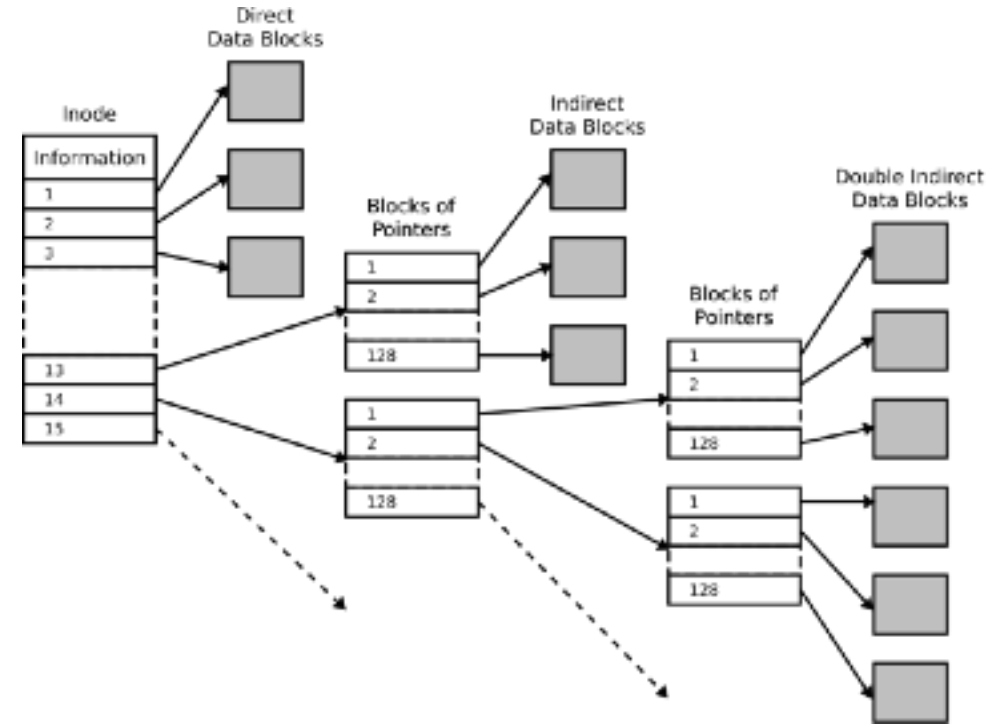 Direct
Data Blocks
Inode
Information
1
2
3
13
14
15
Blocks of
Pointers
1
2
128
1
2
128
Indirect
Data Blocks
Blocks of
Pointers
1
2
128
1
2
128
Double Indirect
Data Blocks